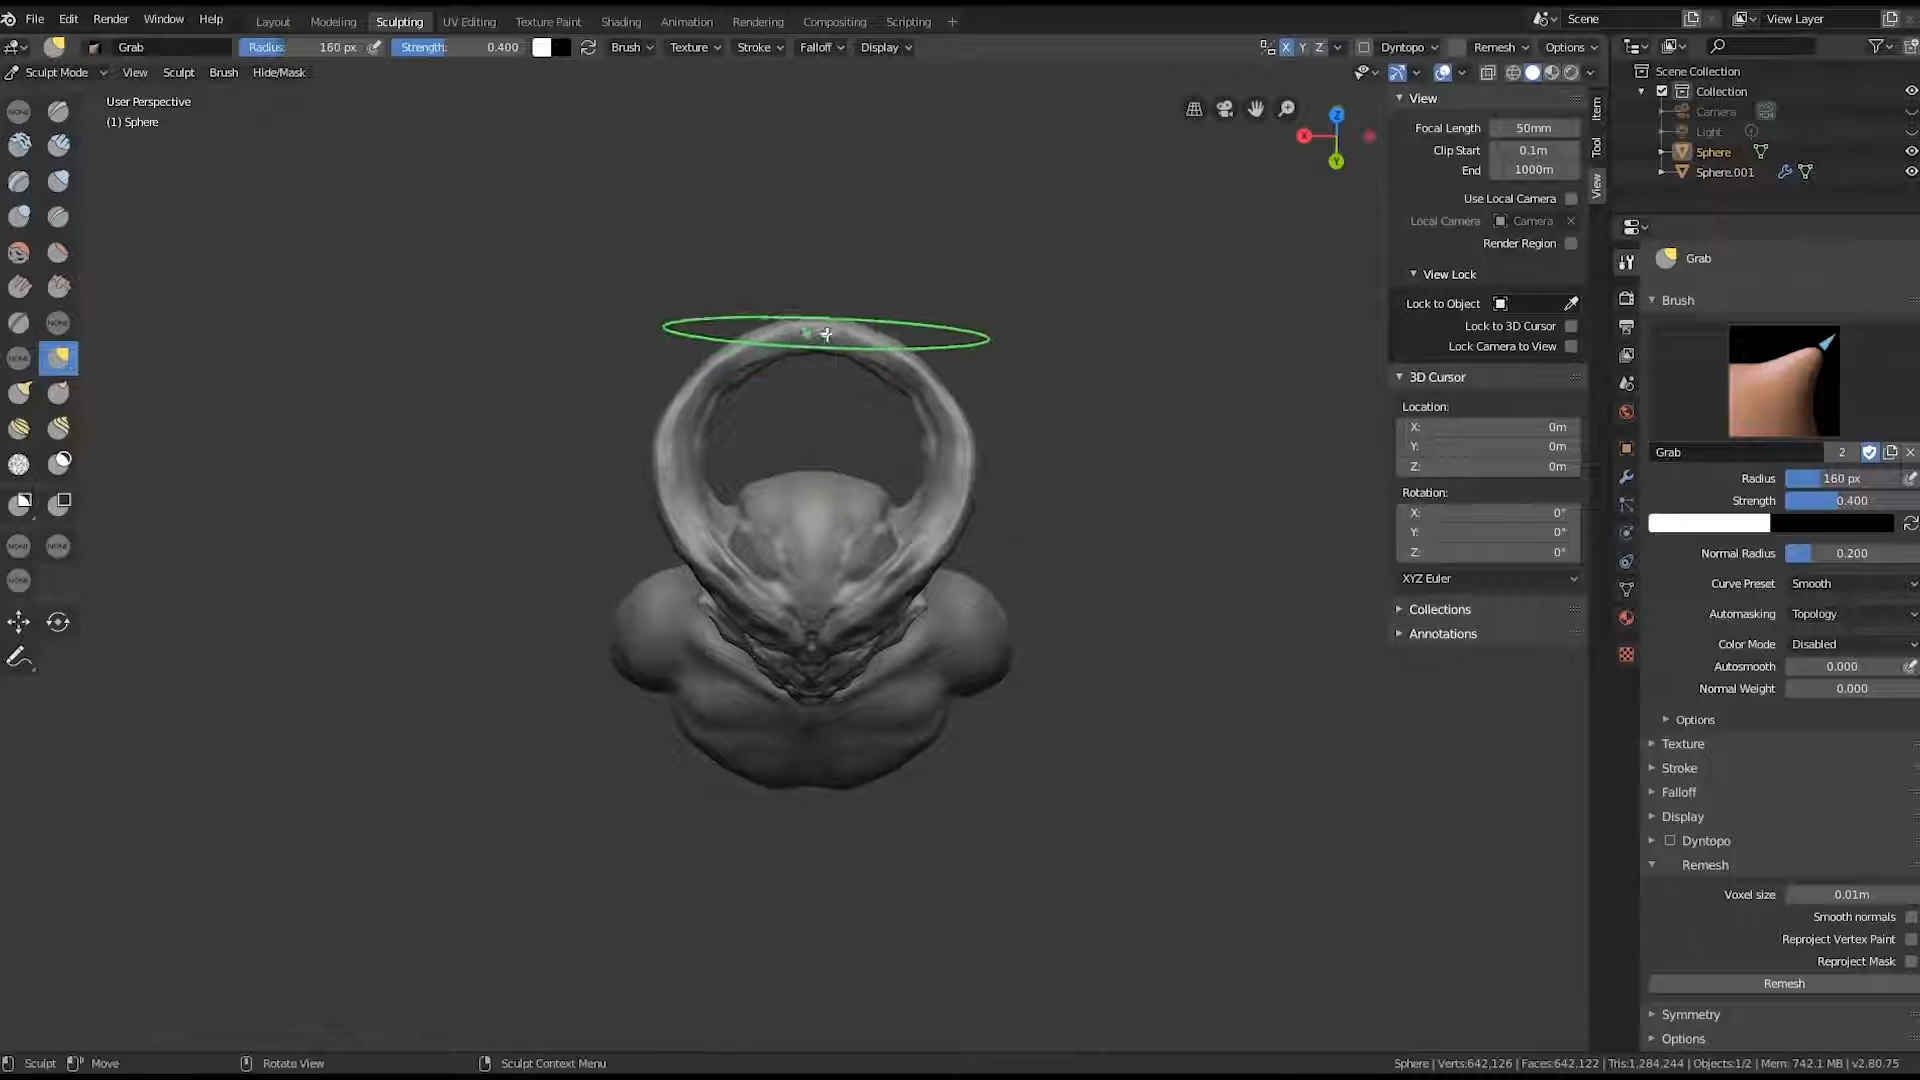 File Edit Render Window Help Layout Modeling Sculpting UV Editing Texture Paint Shading Animation Rendering Compositing Scripting + Scene View Layer
Grab Radius: 160 px Strength: 0.400 Brush Texture Stroke Falloff Display X Y Z Dyntopo Remesh Options
Sculpt Mode View Sculpt Brush Hide/Mask
User Perspective
(1) Sphere
NONE
NONE
NONE
NONE NONE
NONE
Z
X
Y
View
Focal Length 50mm
Clip Start 0.1m
End 1000m
Use Local Camera
Local Camera Camera
Render Region
View Lock
Lock to Object
Lock to 3D Cursor
Lock Camera to View
3D Cursor
Location:
X: 0m
Y: 0m
Z: 0m
Rotation:
X: 0°
Y: 0°
Z: 0°
XYZ Euler
Collections
Annotations
Item
Tool
View
Scene Collection
Collection
Camera
Light
Sphere
Sphere.001
Grab
Brush
Grab 2
Radius 160 px
Strength 0.400
Normal Radius 0.200
Curve Preset Smooth
Automasking Topology
Color Mode Disabled
Autosmooth 0.000
Normal Weight 0.000
Options
Texture
Stroke
Falloff
Display
Dyntopo
Remesh
Voxel size 0.01m
Smooth normals
Reproject Vertex Paint
Reproject Mask
Remesh
Symmetry
Options
Sculpt Move Rotate View Sculpt Context Menu Sphere | Verts:642,126 | Faces:642,122 | Tris:1,284,244 | Objects:1/2 | Mem: 742.1 MB | v2.80.75